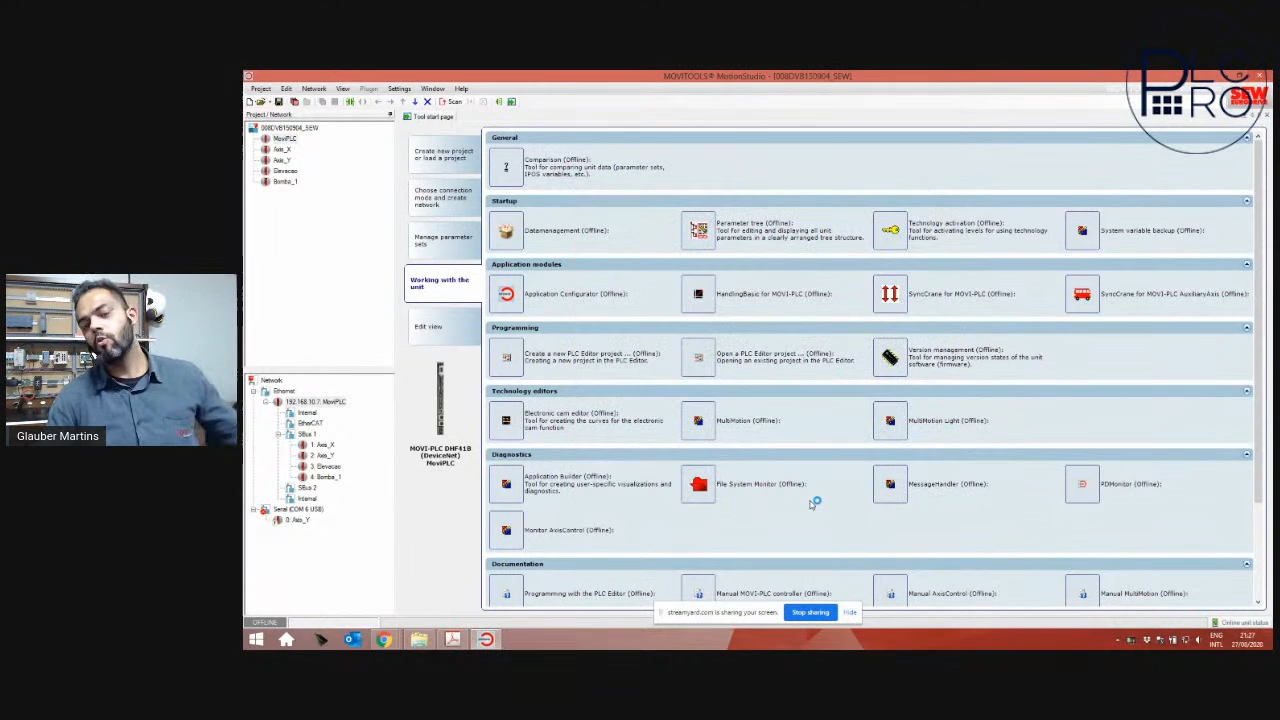 MOVITOOLS® MotionStudio - [008DVB150904_SEW]
Project Edit Network View Plugin Settings Window Help
Scan
PLC
PRO
SEW
Project / Network
Tool start page
008DVB150904_SEW
MoviPLC
Axis_X
Axis_Y
Elevacao
Bomba_1
Network
Ethernet
192.168.10.7: MoviPLC
Internal
EtherCAT
SBus 1
1: Axis_X
2: Axis_Y
3: Elevacao
4: Bomba_1
SBus 2
Internal
Serial (COM 6 USB)
0: Axis_Y
Create new project
or load a project
Choose connection
mode and create
network
Manage parameter
sets
Working with the
unit
Edit view
MOVI-PLC DHF41B
(DeviceNet)
MoviPLC
General
Comparison (Offline):
Tool for comparing unit data (parameter sets,
IPOS variables, etc.).
Startup
Datamanagement (Offline):
Parameter tree (Offline):
Tool for editing and displaying all unit
parameters in a clearly arranged tree structure.
Technology activation (Offline):
Tool for activating levels for using technology
functions.
System variable backup (Offline):
Application modules
Application Configurator (Offline):
HandlingBasic for MOVI-PLC (Offline):
SyncCrane for MOVI-PLC (Offline):
SyncCrane for MOVI-PLC AuxiliaryAxis (Offline):
Programming
Create a new PLC Editor project ... (Offline):
Creating a new project in the PLC Editor.
Open a PLC Editor project ... (Offline):
Opening an existing project in the PLC Editor.
Version management (Offline):
Tool for managing version states of the unit
software (firmware).
Technology editors
Electronic cam editor (Offline):
Tool for creating the curves for the electronic
cam function
MultiMotion (Offline):
MultiMotion Light (Offline):
Diagnostics
Application Builder (Offline):
Tool for creating user-specific visualizations and
diagnostics.
File System Monitor (Offline):
MessageHandler (Offline):
PDMonitor (Offline):
Monitor AxisControl (Offline):
Documentation
Programming with the PLC Editor (Offline):
Manual MOVI-PLC controller (Offline):
Manual AxisControl (Offline):
Manual MultiMotion (Offline):
streamyard.com is sharing your screen. Stop sharing Hide
Glauber Martins
OFFLINE
Online unit status
ENG
INTL
21:27
27/08/2020